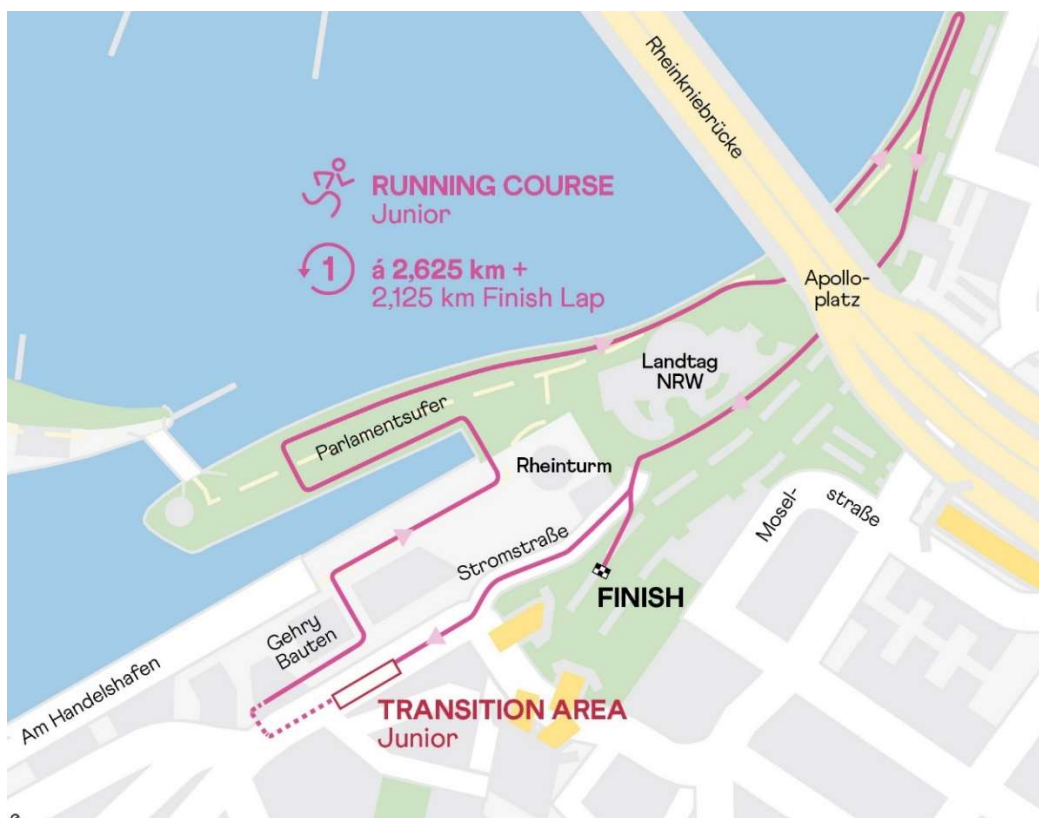 Rheinkniebrücke
RUNNING COURSE
Junior
1
á 2,625 km +
2,125 km Finish Lap
Apollo-
platz
Landtag
NRW
Parlamentsufer
Rheinturm
Mosel-
straße
Stromstraße
FINISH
Gehry
Bauten
Am Handelshafen
TRANSITION AREA
Junior